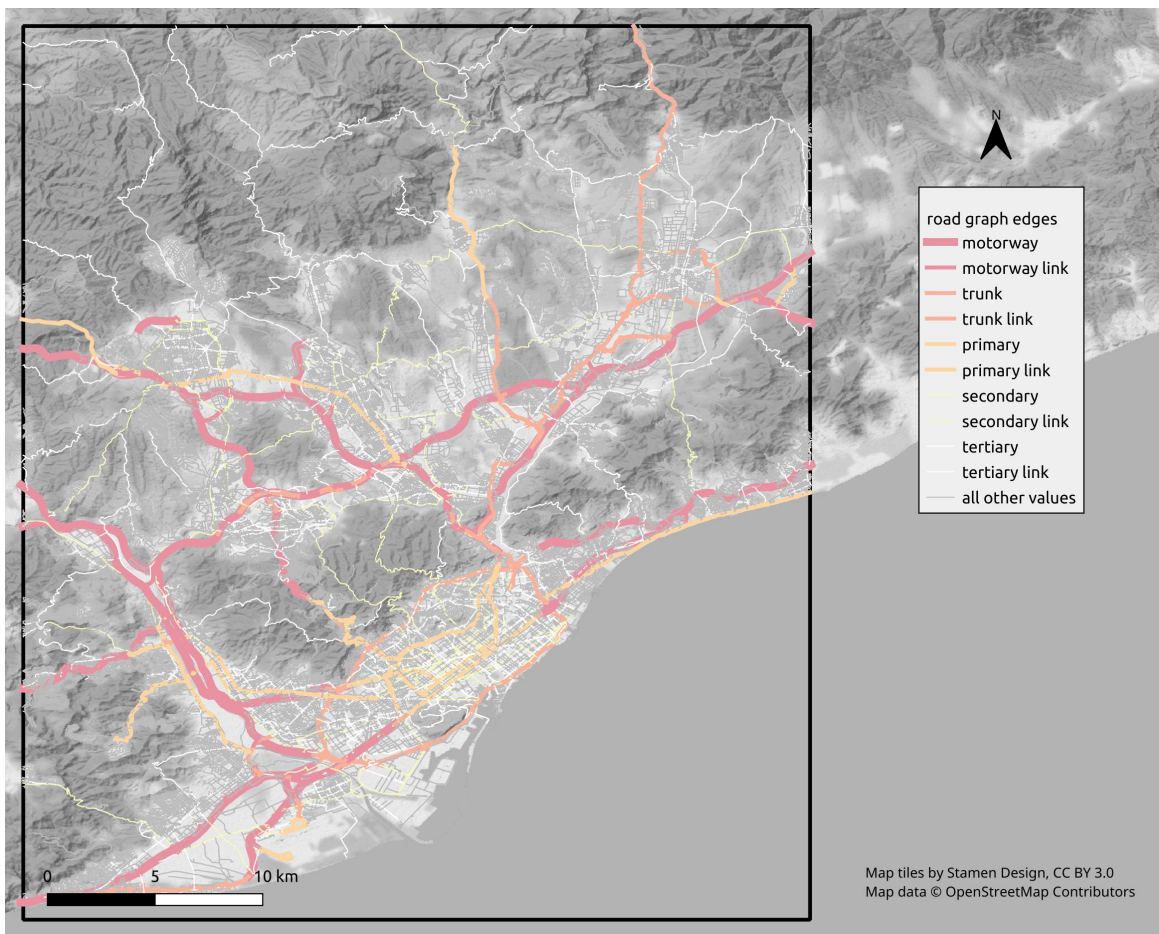 N
road graph edges
motorway
motorway link
trunk
trunk link
primary
primary link
secondary
secondary link
tertiary
tertiary link
all other values
0 5 10 km
Map tiles by Stamen Design, CC BY 3.0
Map data © OpenStreetMap Contributors